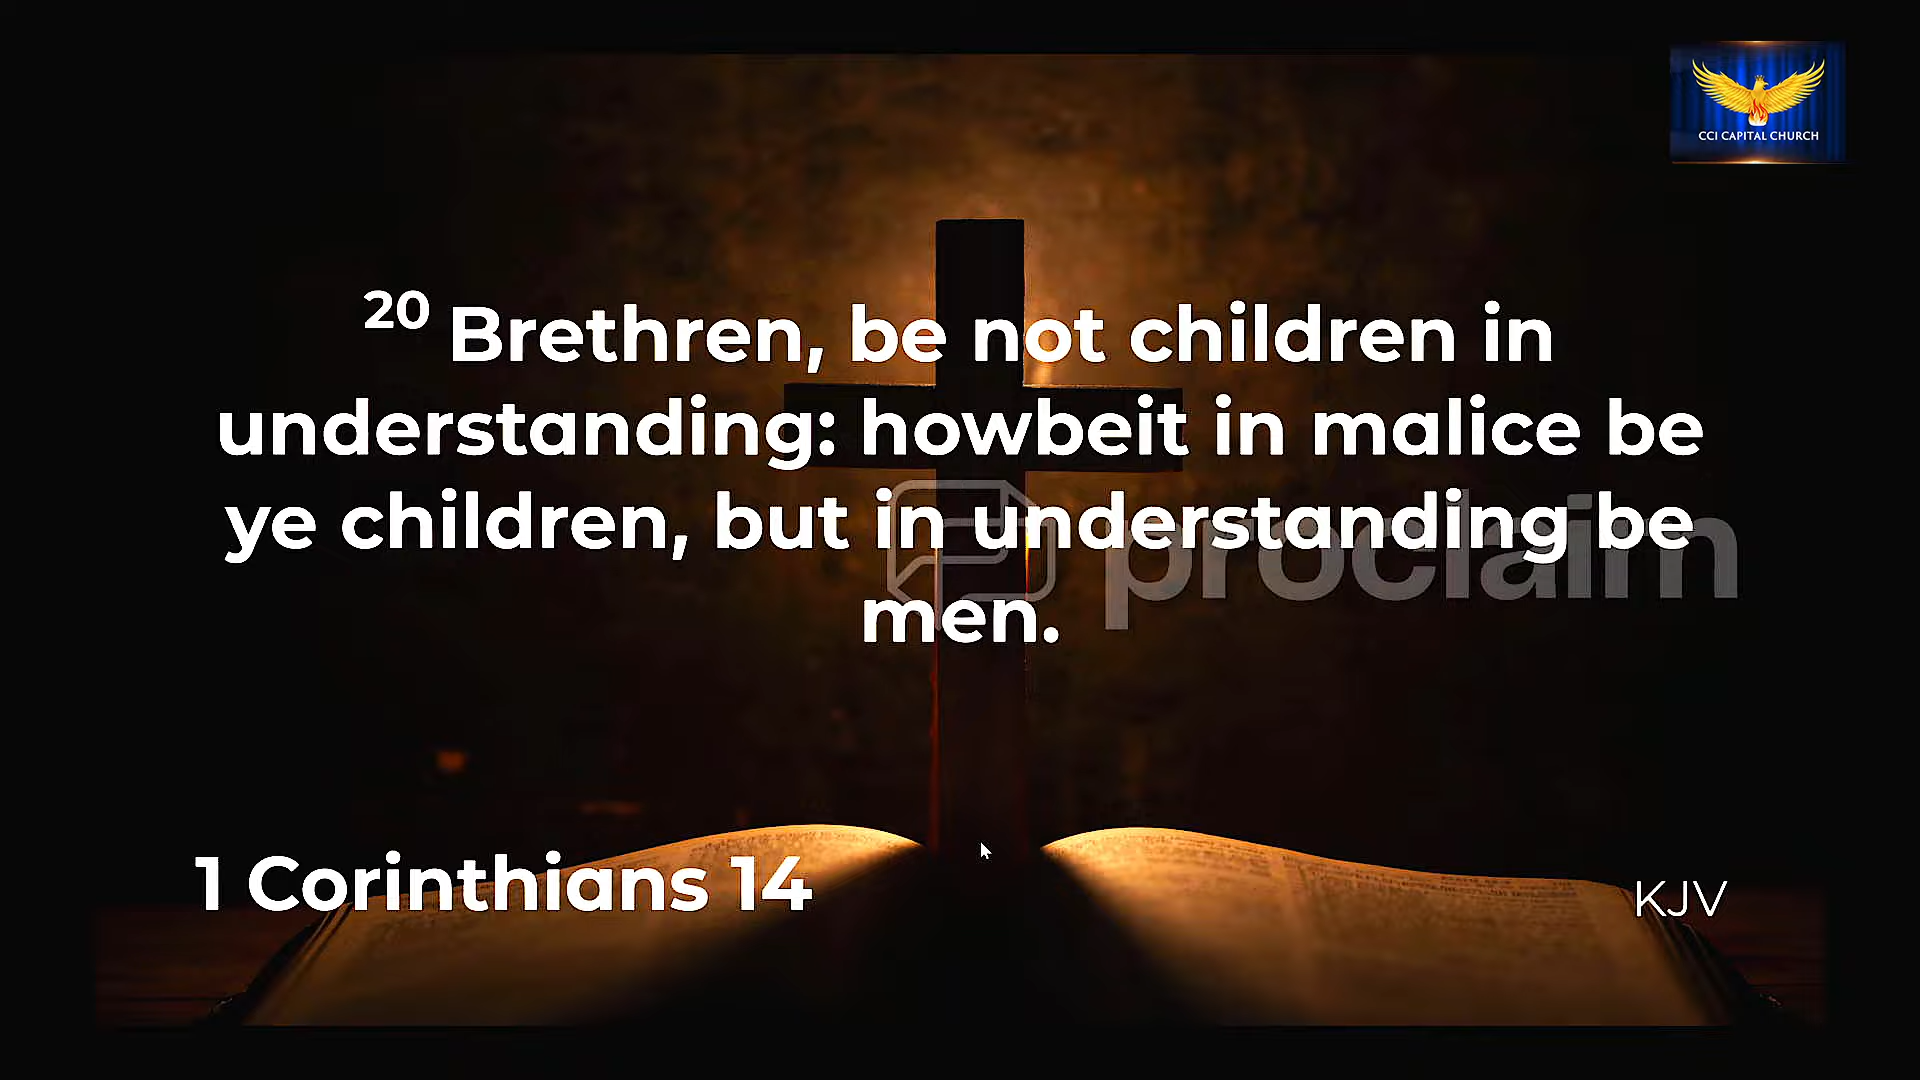 CCI CAPITAL CHURCH
20 Brethren, be not children in
understanding: howbeit in malice be
ye children, but in understanding be
men.
proclaim
1 Corinthians 14
KJV